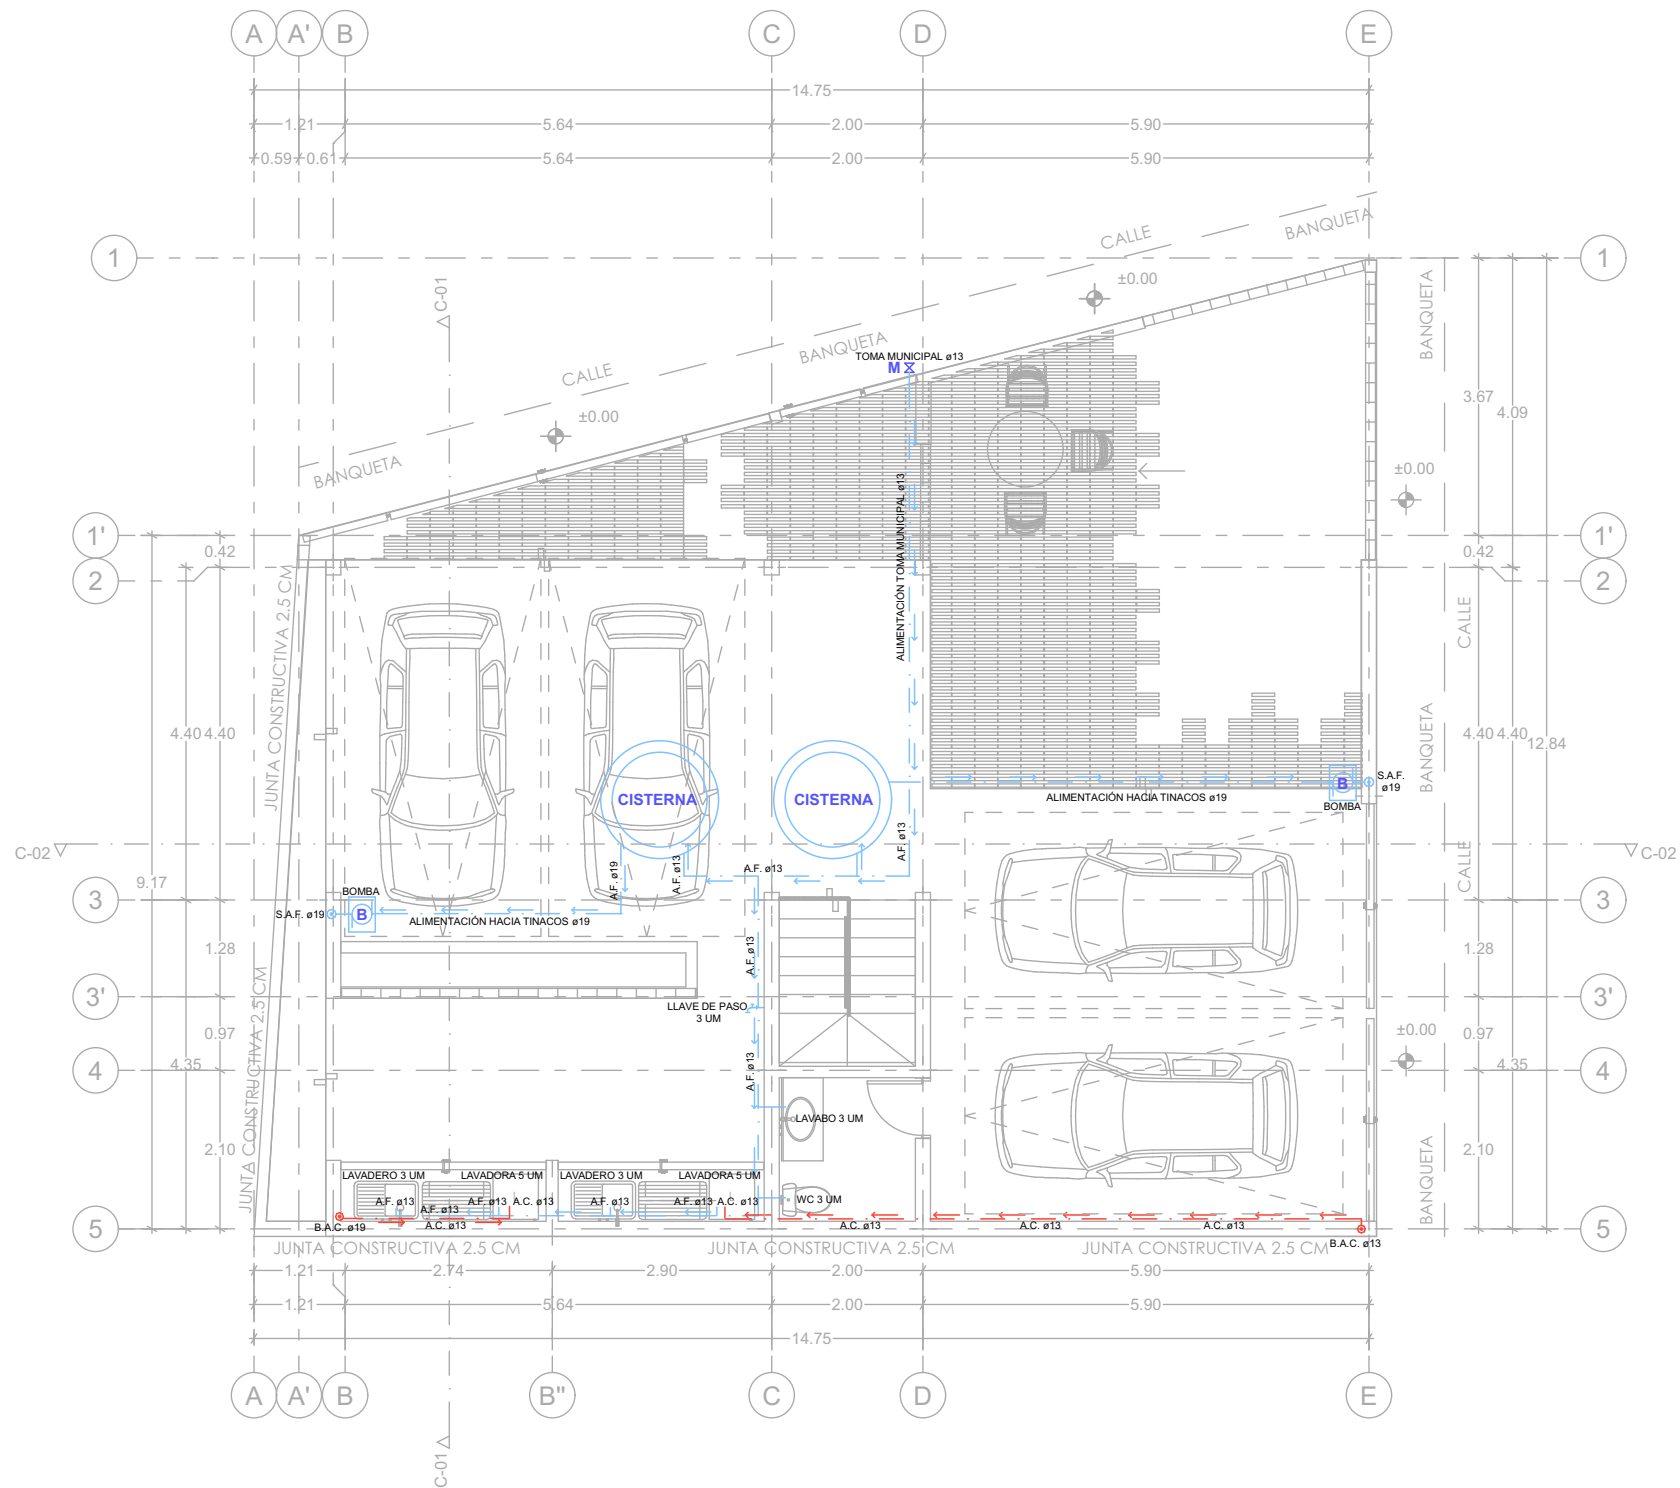 A A' B C D E
14.75
1.21 5.64 2.00 5.90
0.59 0.61 5.64 2.00 5.90
CALLE
BANQUETA
1
1
C-01
±0.00
BANQUETA
BANQUETA
TOMA MUNICIPAL ø13
M
CALLE
±0.00
3.67
4.09
BANQUETA
±0.00
ALIMENTACIÓN TOMA MUNICIPAL ø13
1'
0.42
0.42
1'
2
2
JUNTA CONSTRUCTIVA 2.5 CM
CALLE
4.40 4.40
BANQUETA
4.40 4.40 12.84
CISTERNA
CISTERNA
B
S.A.F.
ø19
ALIMENTACIÓN HACIA TINACOS ø19
BOMBA
A.F. ø13
C-02
C-02
CALLE
9.17
A.F. ø19
A.F. ø13
A.F. ø13
BOMBA
3
S.A.F. ø19
B
ALIMENTACIÓN HACIA TINACOS ø19
3
1.28
A.F. ø13
1.28
3'
LLAVE DE PASO
3 UM
3'
JUNTA CONSTRUCTIVA 2.5 CM
0.97
±0.00
0.97
4.35
4.35
4
A.F. ø13
4
LAVABO 3 UM
2.10
2.10
BANQUETA
LAVADERO 3 UM
LAVADORA 5 UM
LAVADERO 3 UM
LAVADORA 5 UM
A.F. ø13
A.F. ø13
A.F. ø13
A.C. ø13
A.F. ø13
A.F. ø13
A.C. ø13
WC 3 UM
5
B.A.C. ø19
A.C. ø13
A.C. ø13
A.C. ø13
A.C. ø13
A.C. ø13
B.A.C. ø13
5
JUNTA CONSTRUCTIVA 2.5 CM
JUNTA CONSTRUCTIVA 2.5 CM
JUNTA CONSTRUCTIVA 2.5 CM
1.21 2.74 2.90 2.00 5.90
1.21 5.64 2.00 5.90
14.75
A A' B B" C D E
C-01